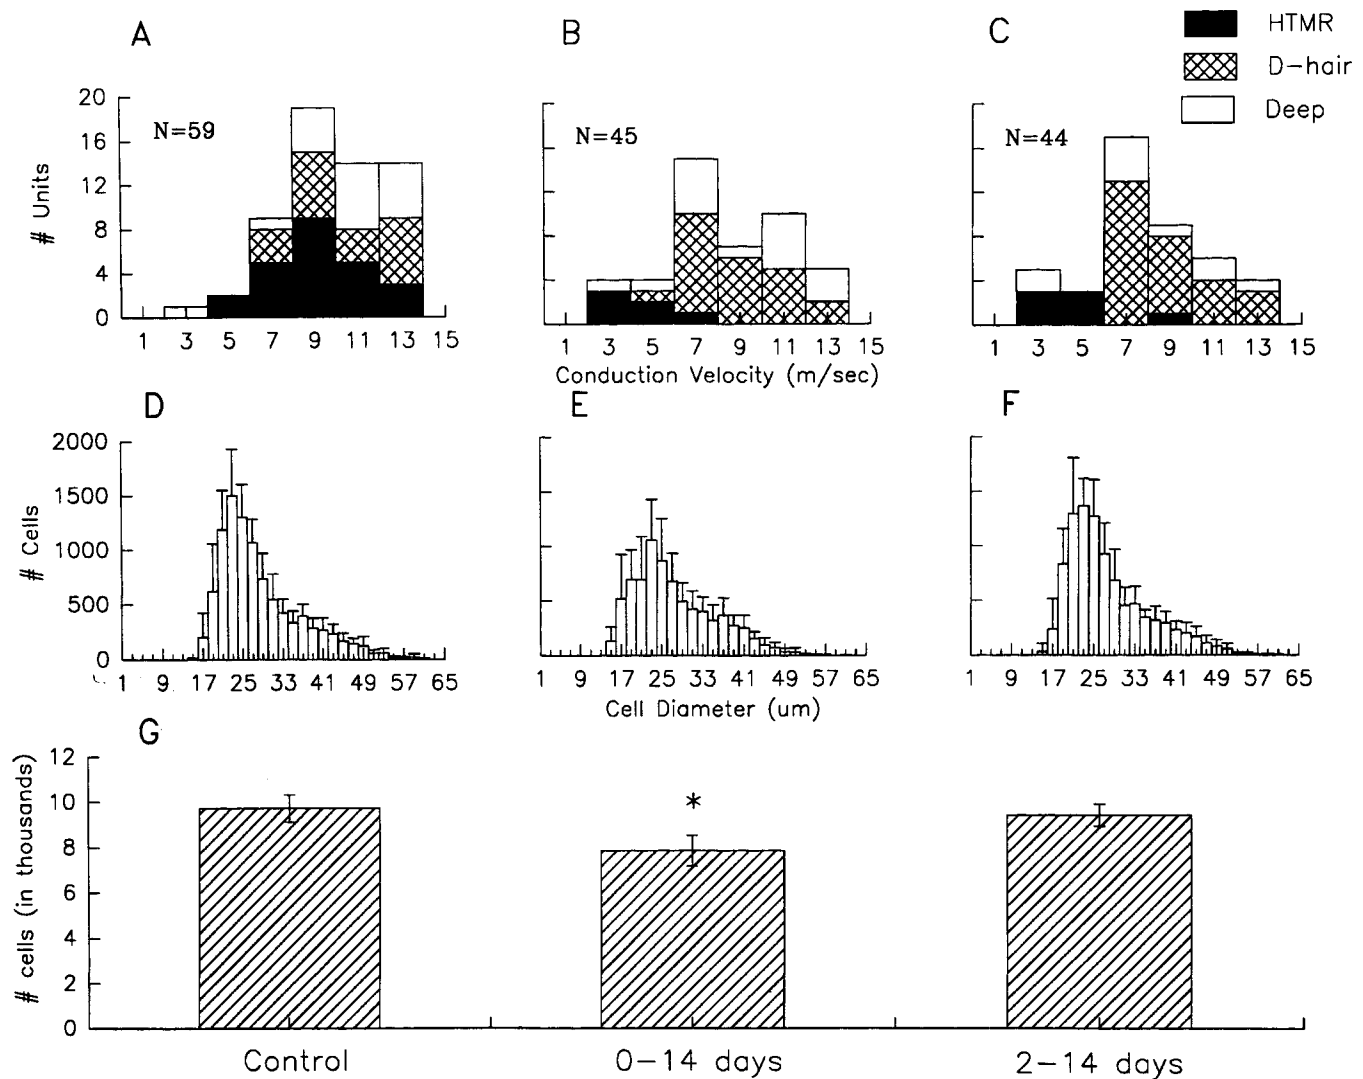 A
B
C
HTMR
D-hair
Deep
# Units
20
16
12
8
4
0
N=59
N=45
N=44
1 3 5 7 9 11 13 15
1 3 5 7 9 11 13 15
1 3 5 7 9 11 13 15
Conduction Velocity (m/sec)
D
E
F
# Cells
2000
1500
1000
500
0
1 9 17 25 33 41 49 57 65
1 9 17 25 33 41 49 57 65
1 9 17 25 33 41 49 57 65
Cell Diameter (um)
G
# cells (in thousands)
12
10
8
6
4
2
0
*
Control
0-14 days
2-14 days